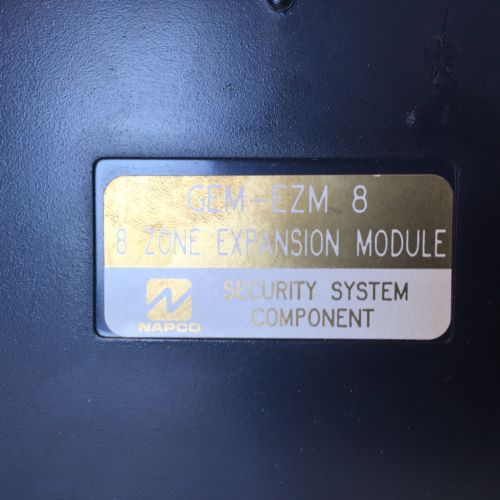 GEM-EZM 8
8 ZONE EXPANSION MODULE
NAPCO
SECURITY SYSTEM
COMPONENT